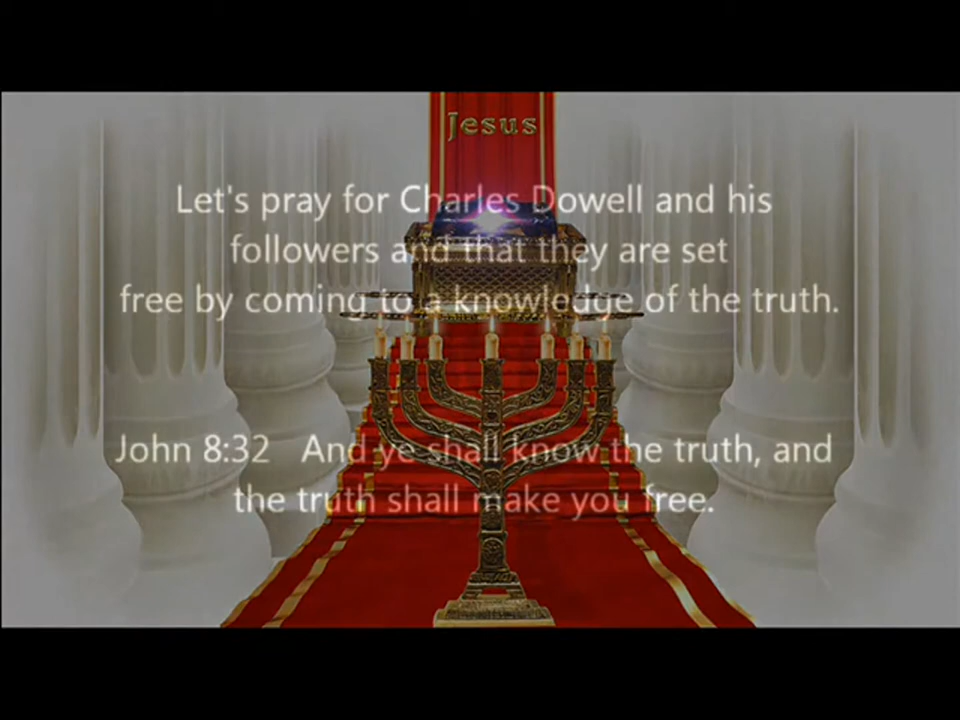 Jesus
Let's pray for Charles Dowell and his
followers and that they are set
free by coming to a knowledge of the truth.
John 8:32 And ye shall know the truth, and
the truth shall make you free.